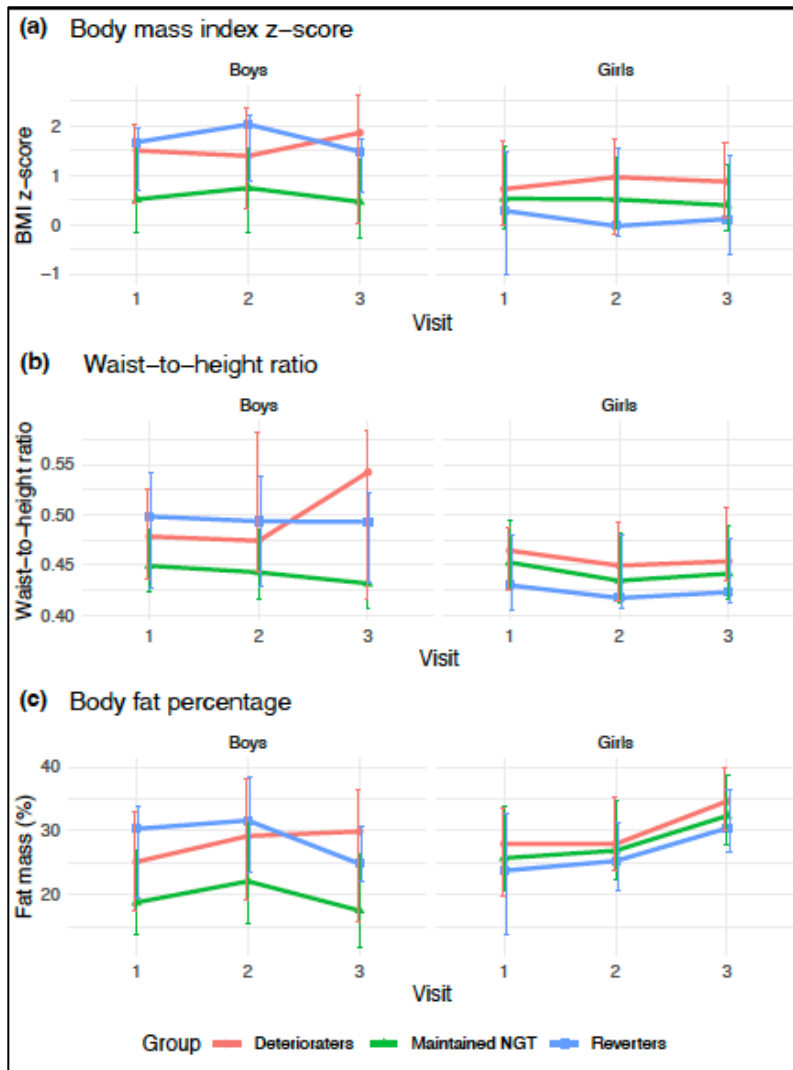 (a) Body mass index z−score
Boys Girls
BMI z−score
2
1
0
−1
1 2 3 1 2 3
Visit
(b) Waist−to−height ratio
Boys Girls
Waist−to−height ratio
0.55
0.50
0.45
0.40
1 2 3 1 2 3
Visit
(c) Body fat percentage
Boys Girls
Fat mass (%)
40
30
20
1 2 3 1 2 3
Visit
Group Deterioraters Maintained NGT Reverters